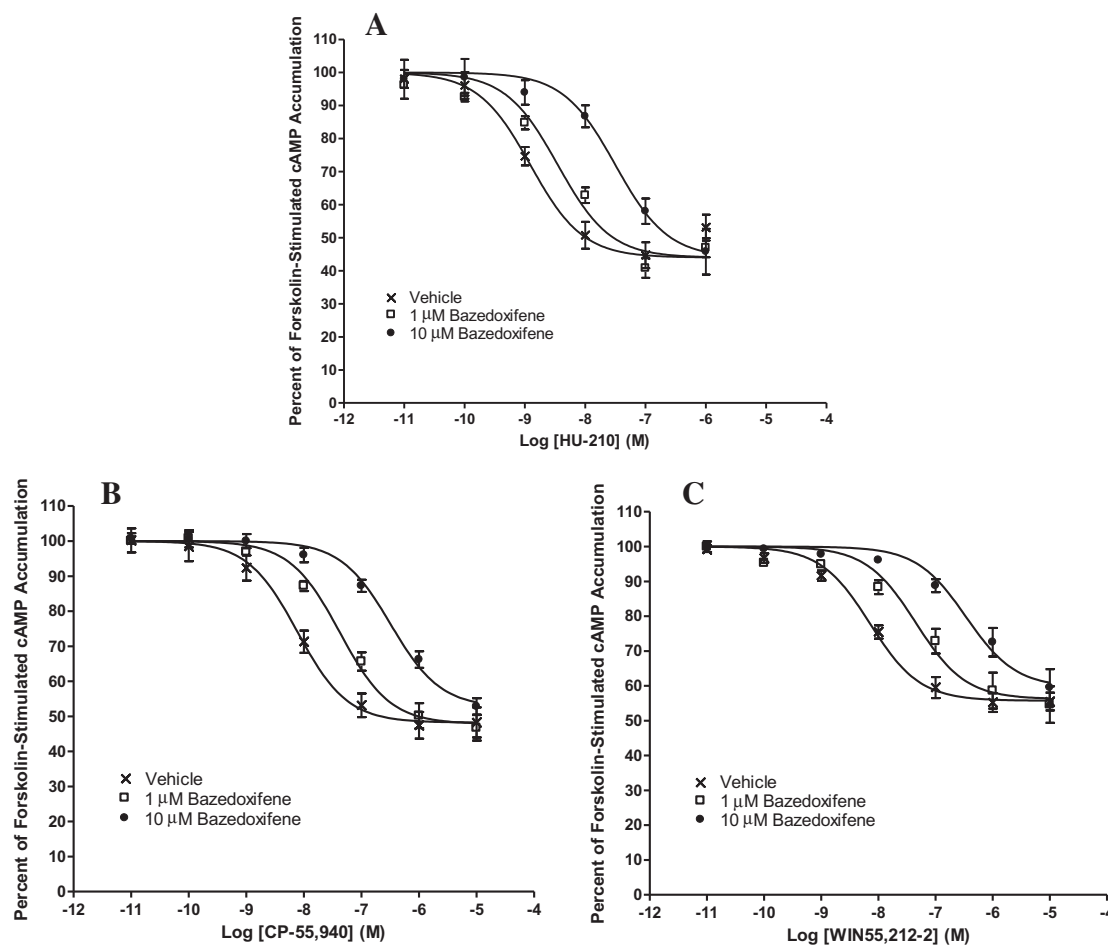 A
Percent of Forskolin-Stimulated cAMP Accumulation
110
100
90
80
70
60
50
40
30
20
10
0
Vehicle
1 μM Bazedoxifene
10 μM Bazedoxifene
-12 -11 -10 -9 -8 -7 -6 -5 -4
Log [HU-210] (M)
B
Percent of Forskolin-Stimulated cAMP Accumulation
110
100
90
80
70
60
50
40
30
20
10
0
Vehicle
1 μM Bazedoxifene
10 μM Bazedoxifene
-12 -11 -10 -9 -8 -7 -6 -5 -4
Log [CP-55,940] (M)
C
Percent of Forskolin-Stimulated cAMP Accumulation
110
100
90
80
70
60
50
40
30
20
10
0
Vehicle
1 μM Bazedoxifene
10 μM Bazedoxifene
-12 -11 -10 -9 -8 -7 -6 -5 -4
Log [WIN55,212-2] (M)